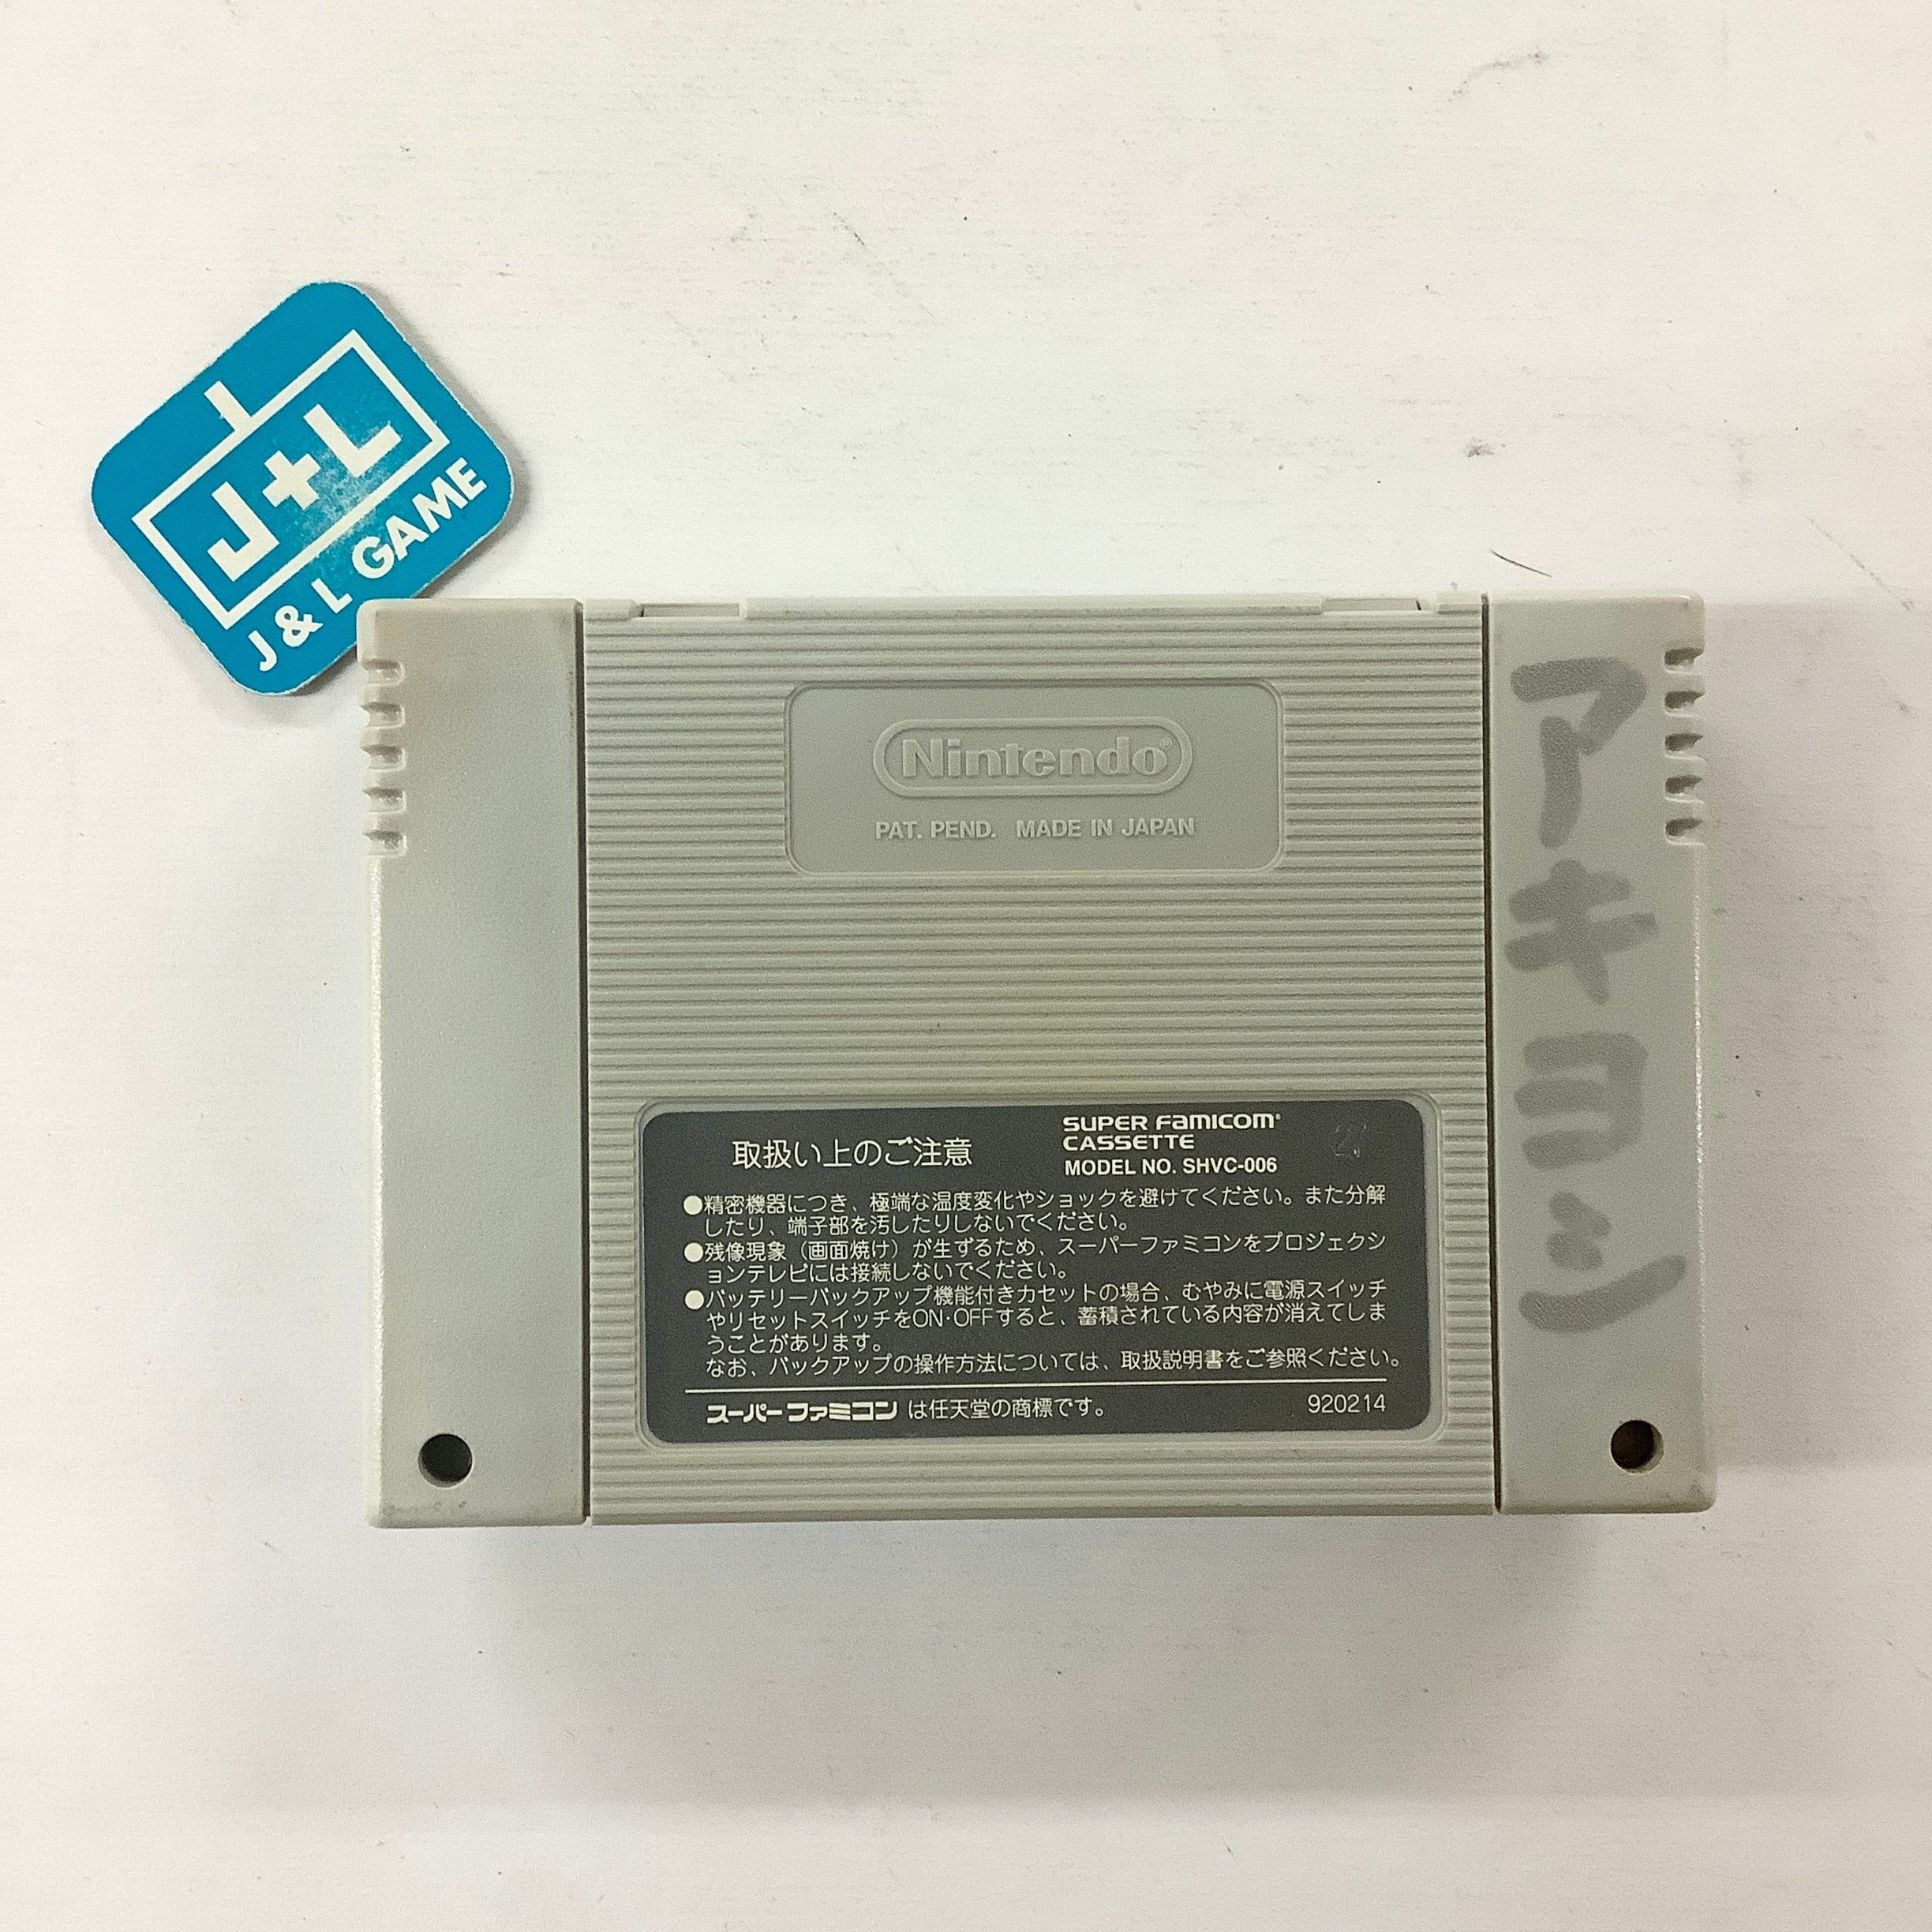 J+L
J & L GAME
Nintendo®
PAT. PEND. MADE IN JAPAN
アキヨシ
取扱い上のご注意
SUPER FAMICOM®
CASSETTE
MODEL NO. SHVC-006
●精密機器につき、極端な温度変化やショックを避けてください。また分解
したり、端子部を汚したりしないでください。
●残像現象（画面焼け）が生ずるため、スーパーファミコンをプロジェクシ
ョンテレビには接続しないでください。
●バッテリーバックアップ機能付きカセットの場合、むやみに電源スイッチ
やリセットスイッチをON·OFFすると、蓄積されている内容が消えてしま
うことがあります。
なお、バックアップの操作方法については、取扱説明書をご参照ください。
スーパーファミコン は任天堂の商標です。
920214